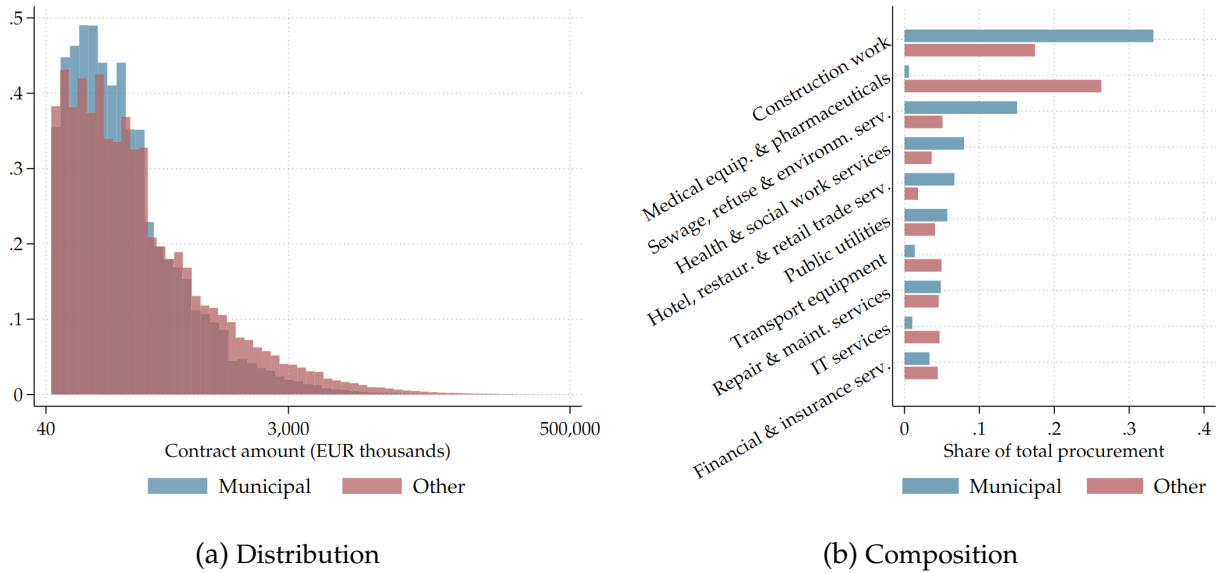 .5
.4
.3
.2
.1
0
40
3,000
500,000
Contract amount (EUR thousands)
Municipal
Other
(a) Distribution
Construction work
Medical equip. & pharmaceuticals
Sewage, refuse & environm. serv.
Health & social work services
Hotel, restaur. & retail trade serv.
Public utilities
Transport equipment
Repair & maint. services
IT services
Financial & insurance serv.
0
.1
.2
.3
.4
Share of total procurement
Municipal
Other
(b) Composition